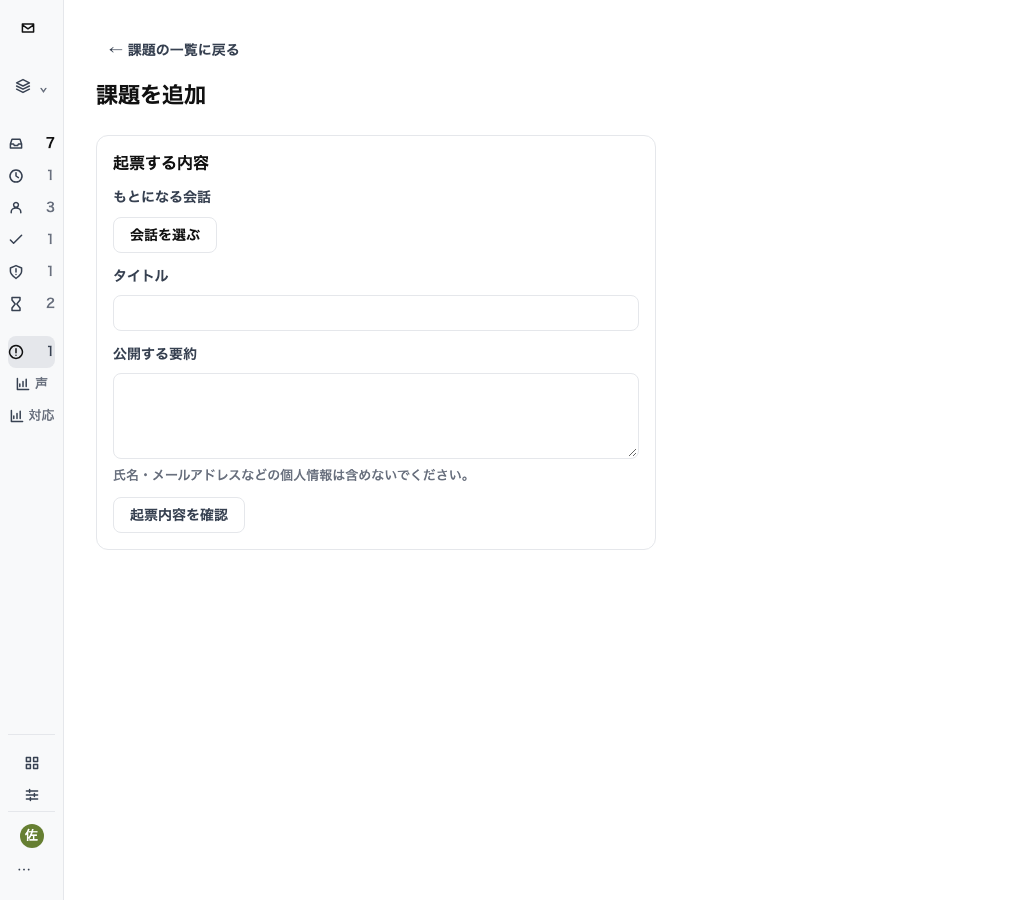 ← 課題の一覧に戻る
課題を追加
起票する内容
もとになる会話
会話を選ぶ
タイトル
公開する要約
氏名・メールアドレスなどの個人情報は含めないでください。
起票内容を確認
7
1
3
1
1
2
1
声
対応
佐
…